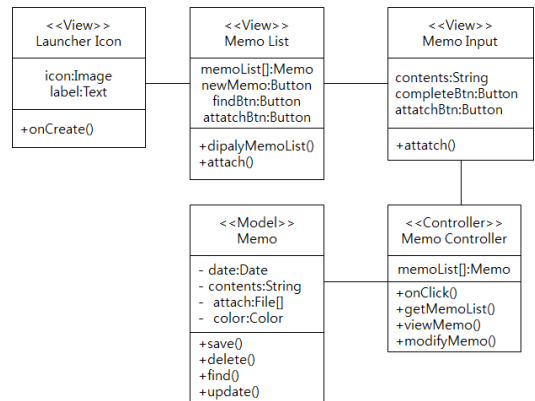 <<View>>
Launcher Icon
icon:Image
label:Text
+onCreate()
<<View>>
Memo List
memoList[]:Memo
newMemo:Button
findBtn:Button
attatchBtn:Button
+dipalyMemoList()
+attach()
<<View>>
Memo Input
contents:String
completeBtn:Button
attatchBtn:Button
+attatch()
<<Model>>
Memo
- date:Date
- contents:String
- attach:File[]
- color:Color
+save()
+delete()
+find()
+update()
<<Controller>>
Memo Controller
memoList[]:Memo
+onClick()
+getMemoList()
+viewMemo()
+modifyMemo()